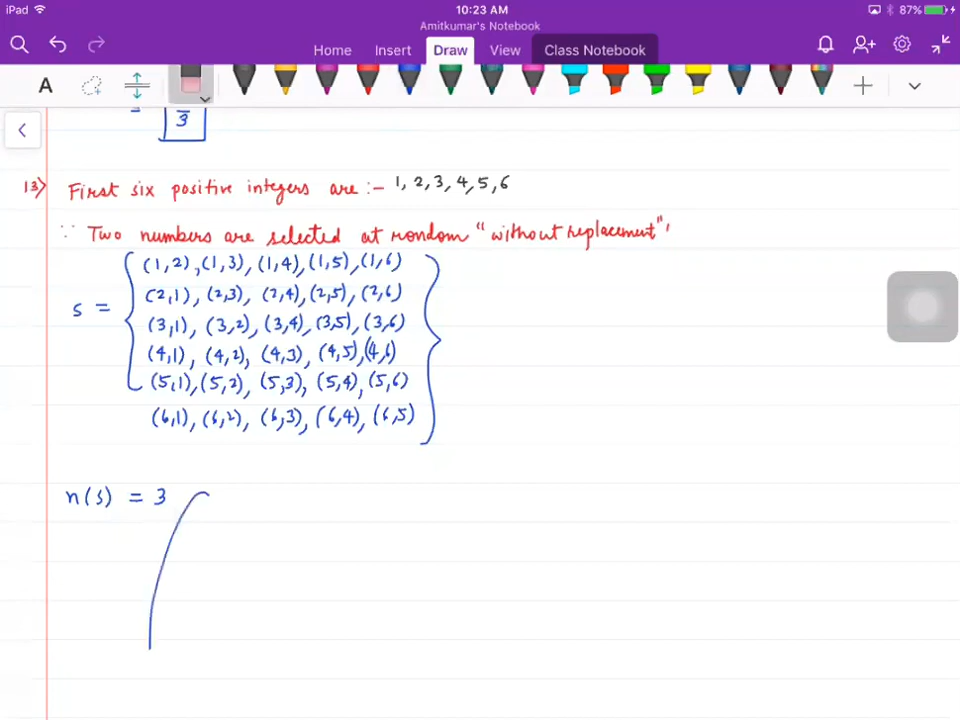 iPad 10:23 AM 87%
Amitkumar's Notebook
Home Insert Draw View Class Notebook
A
3
13) First six positive integers are :- 1, 2, 3, 4, 5, 6
∵ Two numbers are selected at rondom "without replacement".
S = { (1,2), (1,3), (1,4), (1,5), (1,6)
(2,1), (2,3), (2,4), (2,5), (2,6)
(3,1), (3,2), (3,4), (3,5), (3,6)
(4,1), (4,2), (4,3), (4,5), (4,6)
(5,1), (5,2), (5,3), (5,4), (5,6)
(6,1), (6,2), (6,3), (6,4), (6,5) }
n(s) = 3